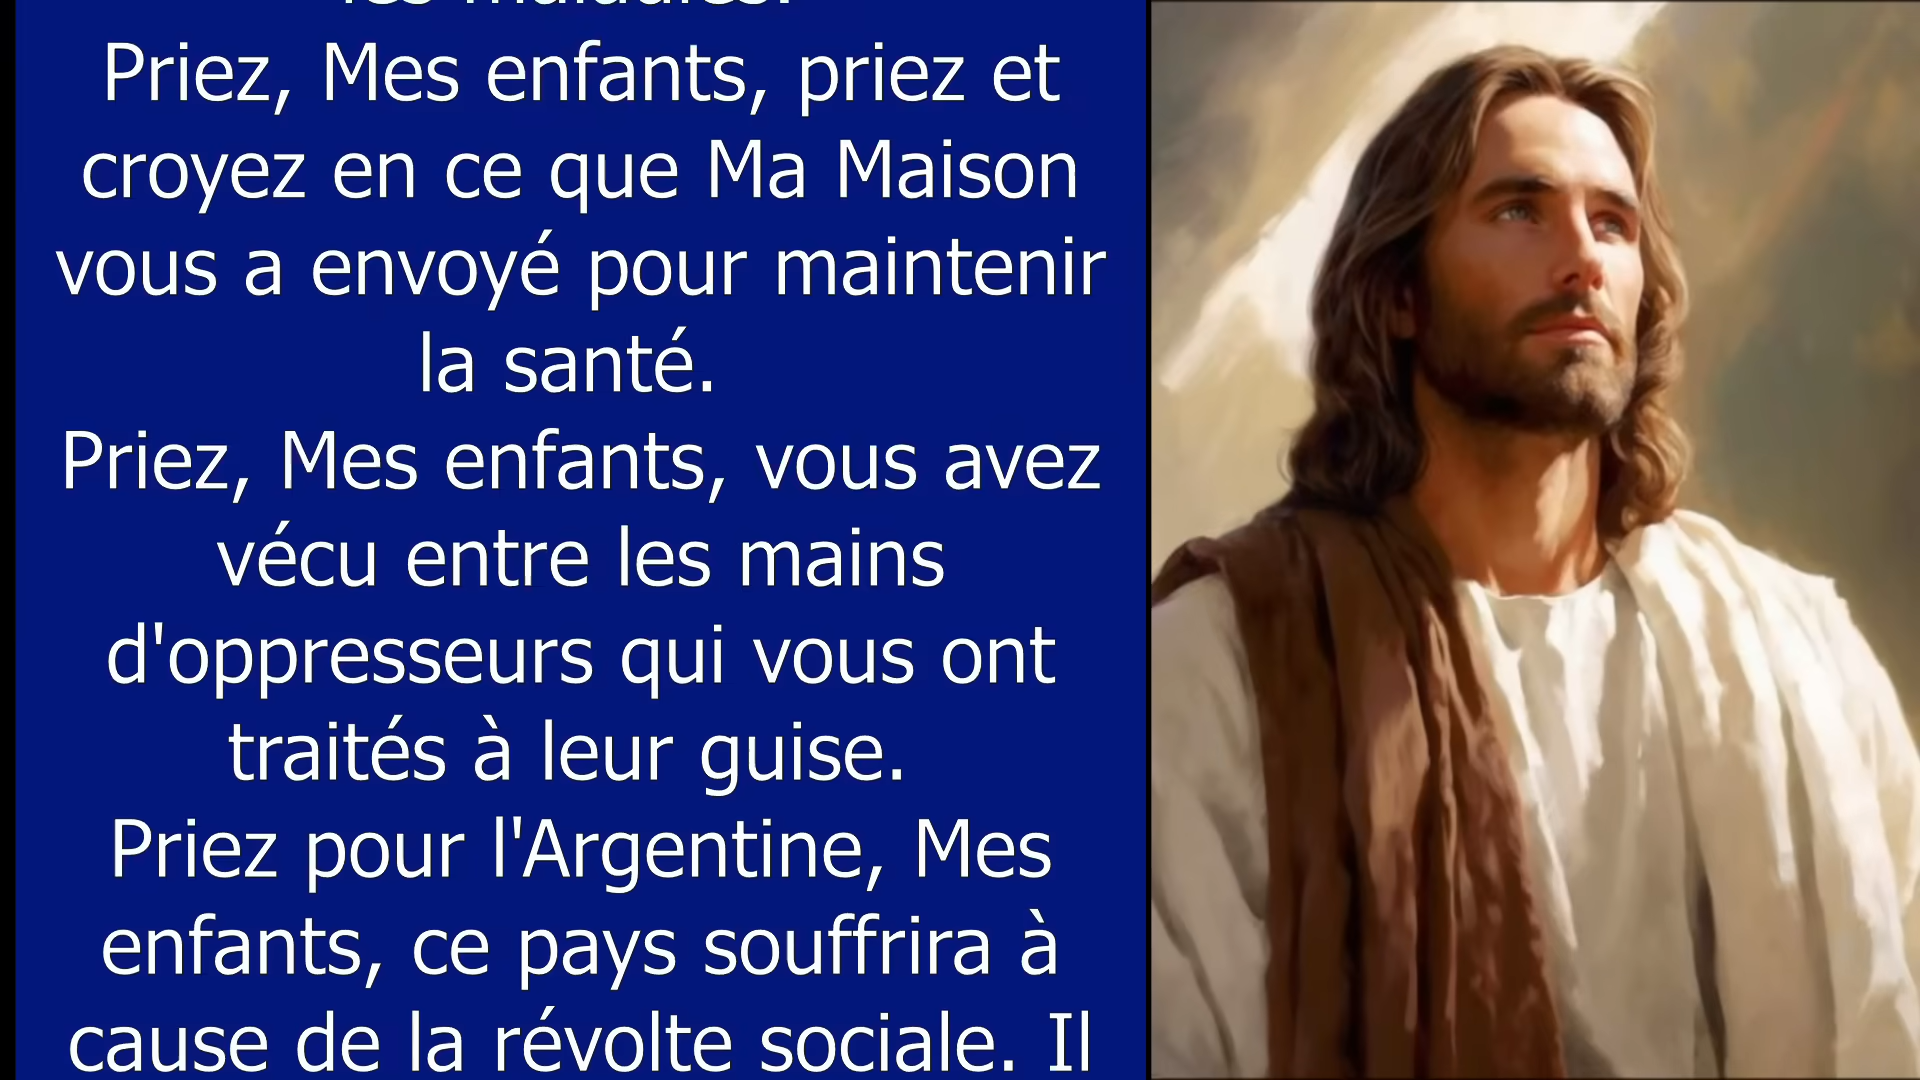 les maladies.
Priez, Mes enfants, priez et
croyez en ce que Ma Maison
vous a envoyé pour maintenir
la santé.
Priez, Mes enfants, vous avez
vécu entre les mains
d'oppresseurs qui vous ont
traités à leur guise.
Priez pour l'Argentine, Mes
enfants, ce pays souffrira à
cause de la révolte sociale. Il